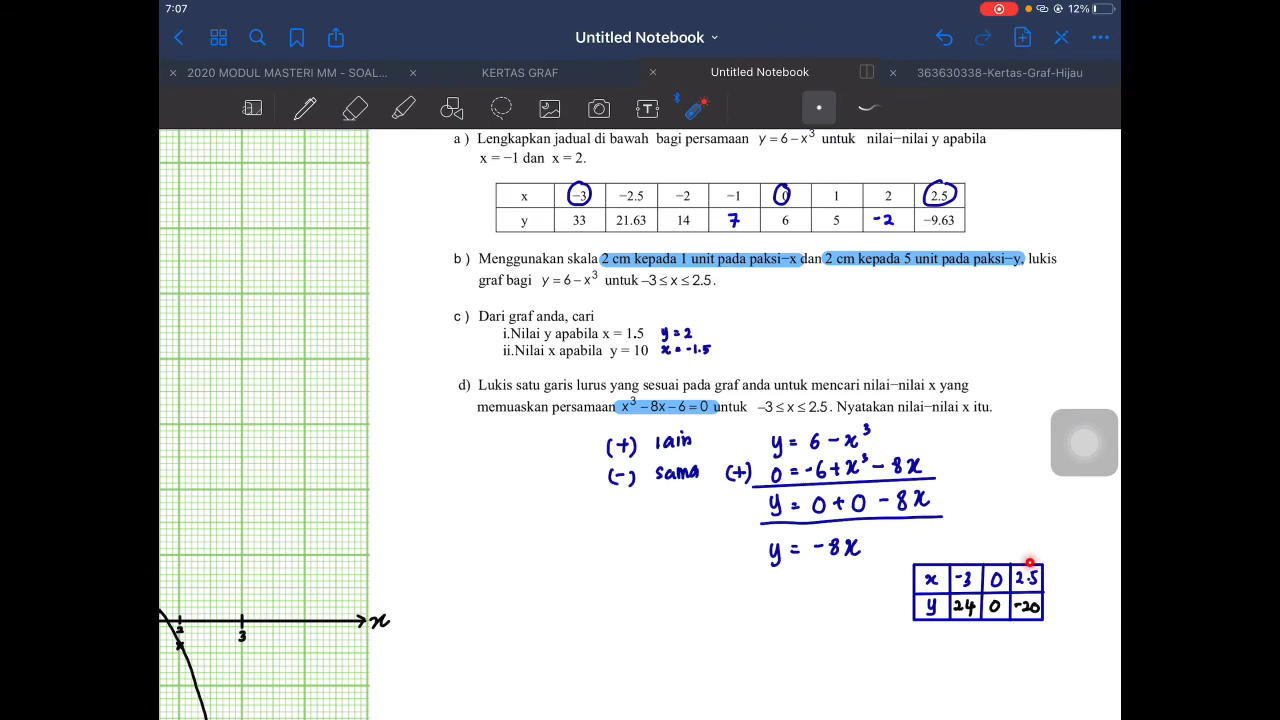 7:07
12%
Untitled Notebook
2020 MODUL MASTERI MM - SOAL...
KERTAS GRAF
Untitled Notebook
363630338-Kertas-Graf-Hijau
a ) Lengkapkan jadual di bawah bagi persamaan y = 6 − x³ untuk nilai−nilai y apabila
x = −1 dan x = 2.
x −3 −2.5 −2 −1 0 1 2 2.5
y 33 21.63 14 7 6 5 -2 −9.63
b ) Menggunakan skala 2 cm kepada 1 unit pada paksi−x dan 2 cm kepada 5 unit pada paksi−y, lukis
graf bagi y = 6 − x³ untuk −3 ≤ x ≤ 2.5.
c ) Dari graf anda, cari
i.Nilai y apabila x = 1.5 y = 2
ii.Nilai x apabila y = 10 x = -1.5
d) Lukis satu garis lurus yang sesuai pada graf anda untuk mencari nilai−nilai x yang
memuaskan persamaan x³ − 8x − 6 = 0 untuk −3 ≤ x ≤ 2.5. Nyatakan nilai−nilai x itu.
(+) lain
(-) sama
y = 6 - x³
(+) 0 = -6 + x³ - 8x
y = 0 + 0 - 8x
y = -8x
x -3 0 2.5
y 24 0 -20
2 3 x